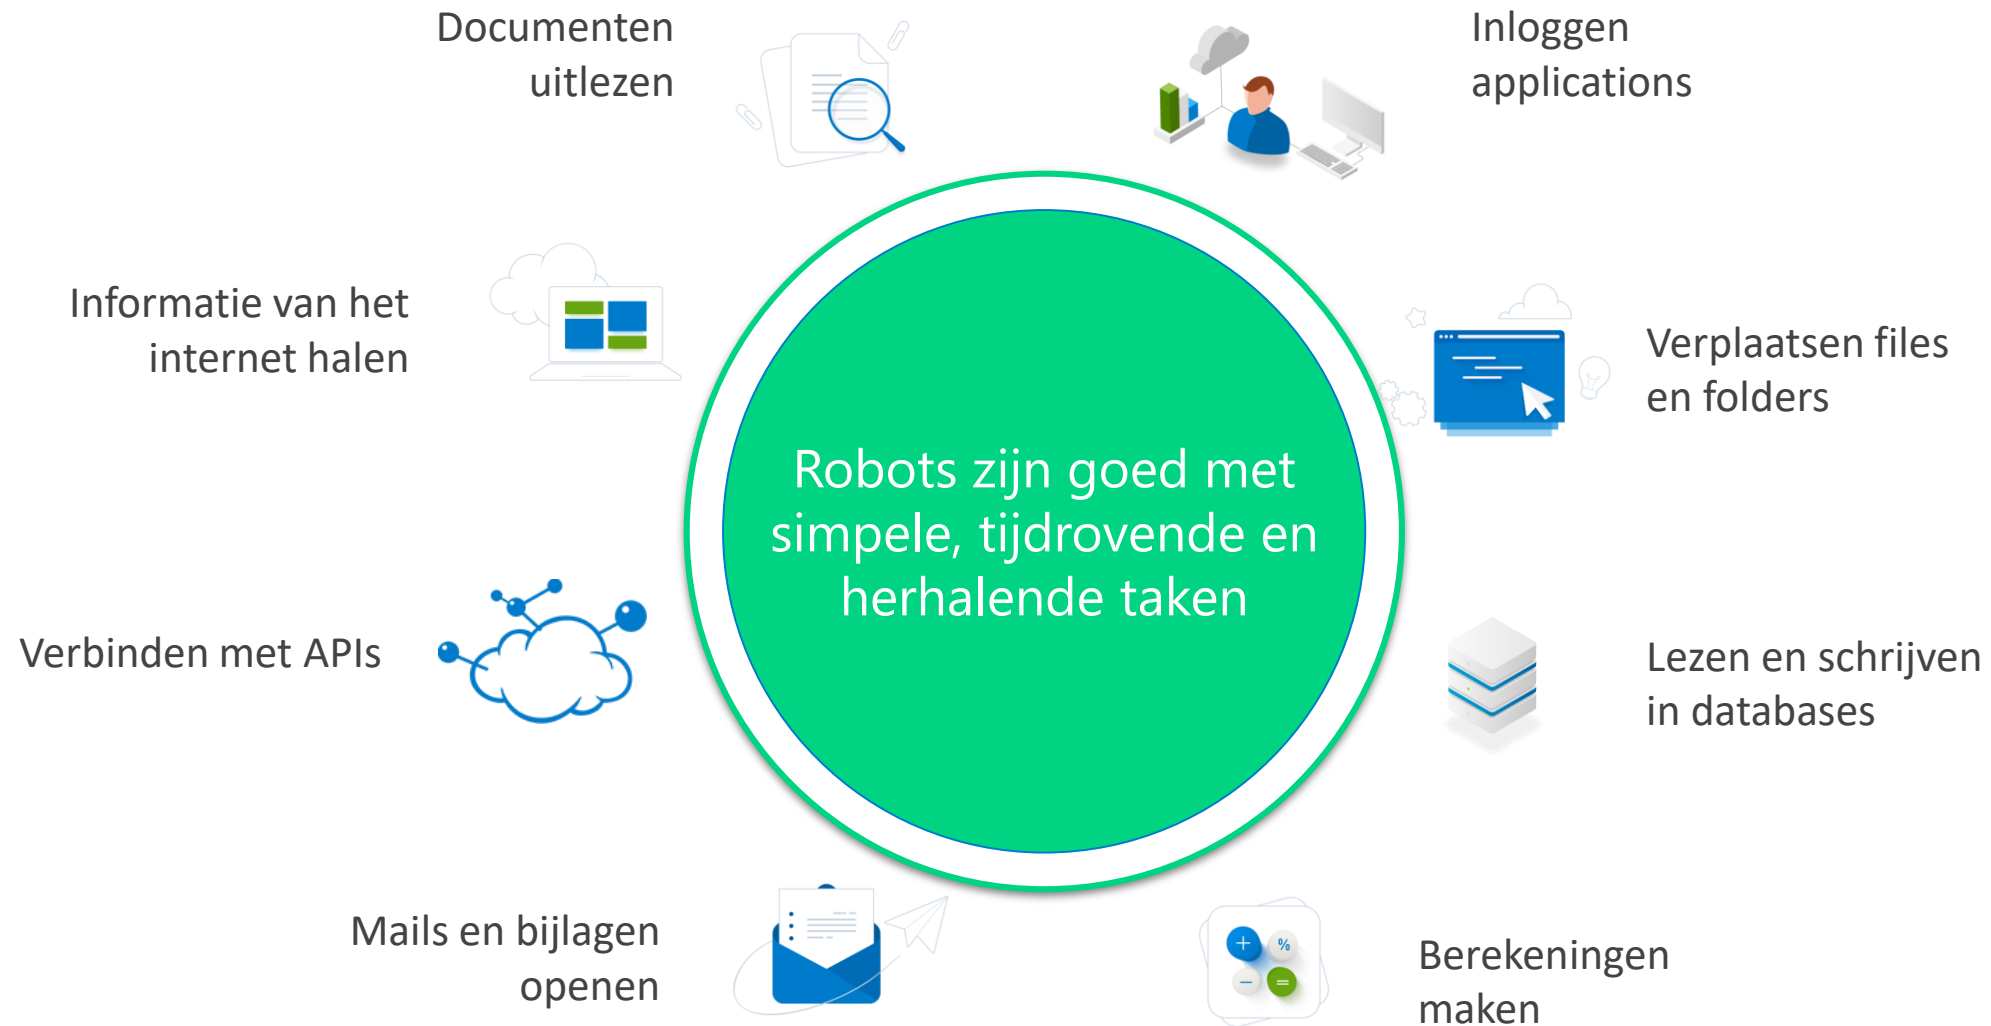 Documenten
uitlezen
Inloggen
applications
Informatie van het
internet halen
Verplaatsen files
en folders
Robots zijn goed met
simpele, tijdrovende en
herhalende taken
Verbinden met APIs
Lezen en schrijven
in databases
Mails en bijlagen
openen
+
%
−
=
Berekeningen
maken